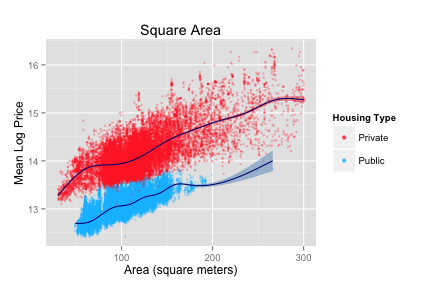 Square Area
16
15
14
13
Mean Log Price
100
200
300
Area (square meters)
Housing Type
Private
Public